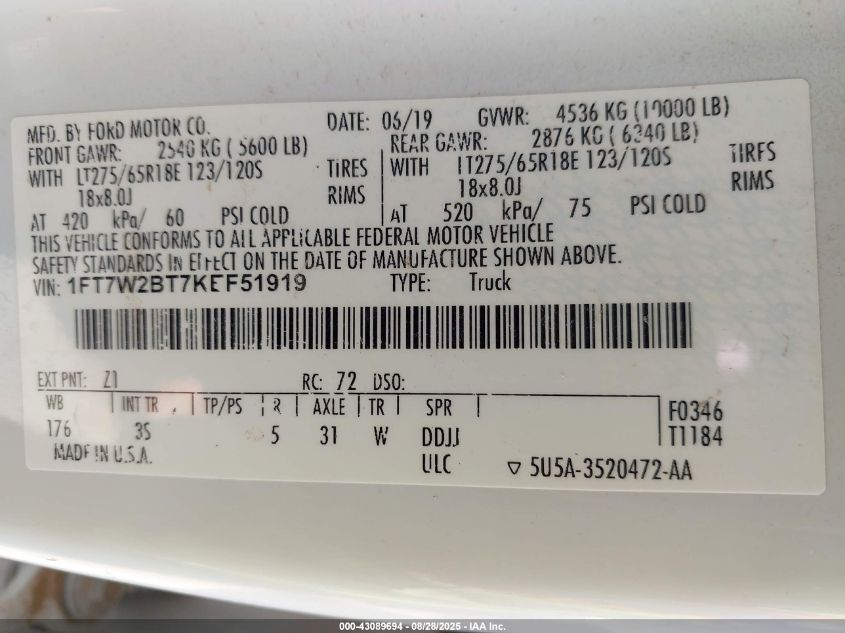 MFD. BY FORD MOTOR CO.
DATE: 06/19
GVWR: 4536 KG (10000 LB)
FRONT GAWR: 2540 KG (5600 LB)
REAR GAWR: 2876 KG (6340 LB)
WITH LT275/65R18E 123/120S TIRES
WITH LT275/65R18E 123/120S TIRES
18x8.0J RIMS
18x8.0J RIMS
AT 420 kPa/ 60 PSI COLD
AT 520 kPa/ 75 PSI COLD
THIS VEHICLE CONFORMS TO ALL APPLICABLE FEDERAL MOTOR VEHICLE
SAFETY STANDARDS IN EFFECT ON THE DATE OF MANUFACTURE SHOWN ABOVE.
VIN: 1FT7W2BT7KEF51919 TYPE: Truck
EXT PNT: Z1 RC: 72 DSO:
WB INT TR TP/PS R AXLE TR SPR F0346
176 3S 5 31 W DDJJ T1184
MADE IN U.S.A. ULC ▽ 5U5A-3520472-AA
000-43089694 - 08/28/2025 - IAA Inc.